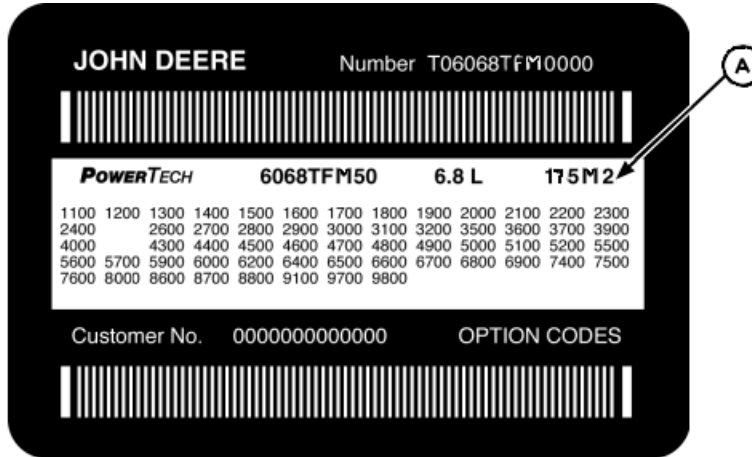 JOHN DEERE Number T06068TFM0000
A
POWERTECH 6068TFM50 6.8 L 175M2
1100 1200 1300 1400 1500 1600 1700 1800 1900 2000 2100 2200 2300
2400 2600 2700 2800 2900 3000 3100 3200 3500 3600 3700 3900
4000 4300 4400 4500 4600 4700 4800 4900 5000 5100 5200 5500
5600 5700 5900 6000 6200 6400 6500 6600 6700 6800 6900 7400 7500
7600 8000 8600 8700 8800 9100 9700 9800
Customer No. 0000000000000 OPTION CODES